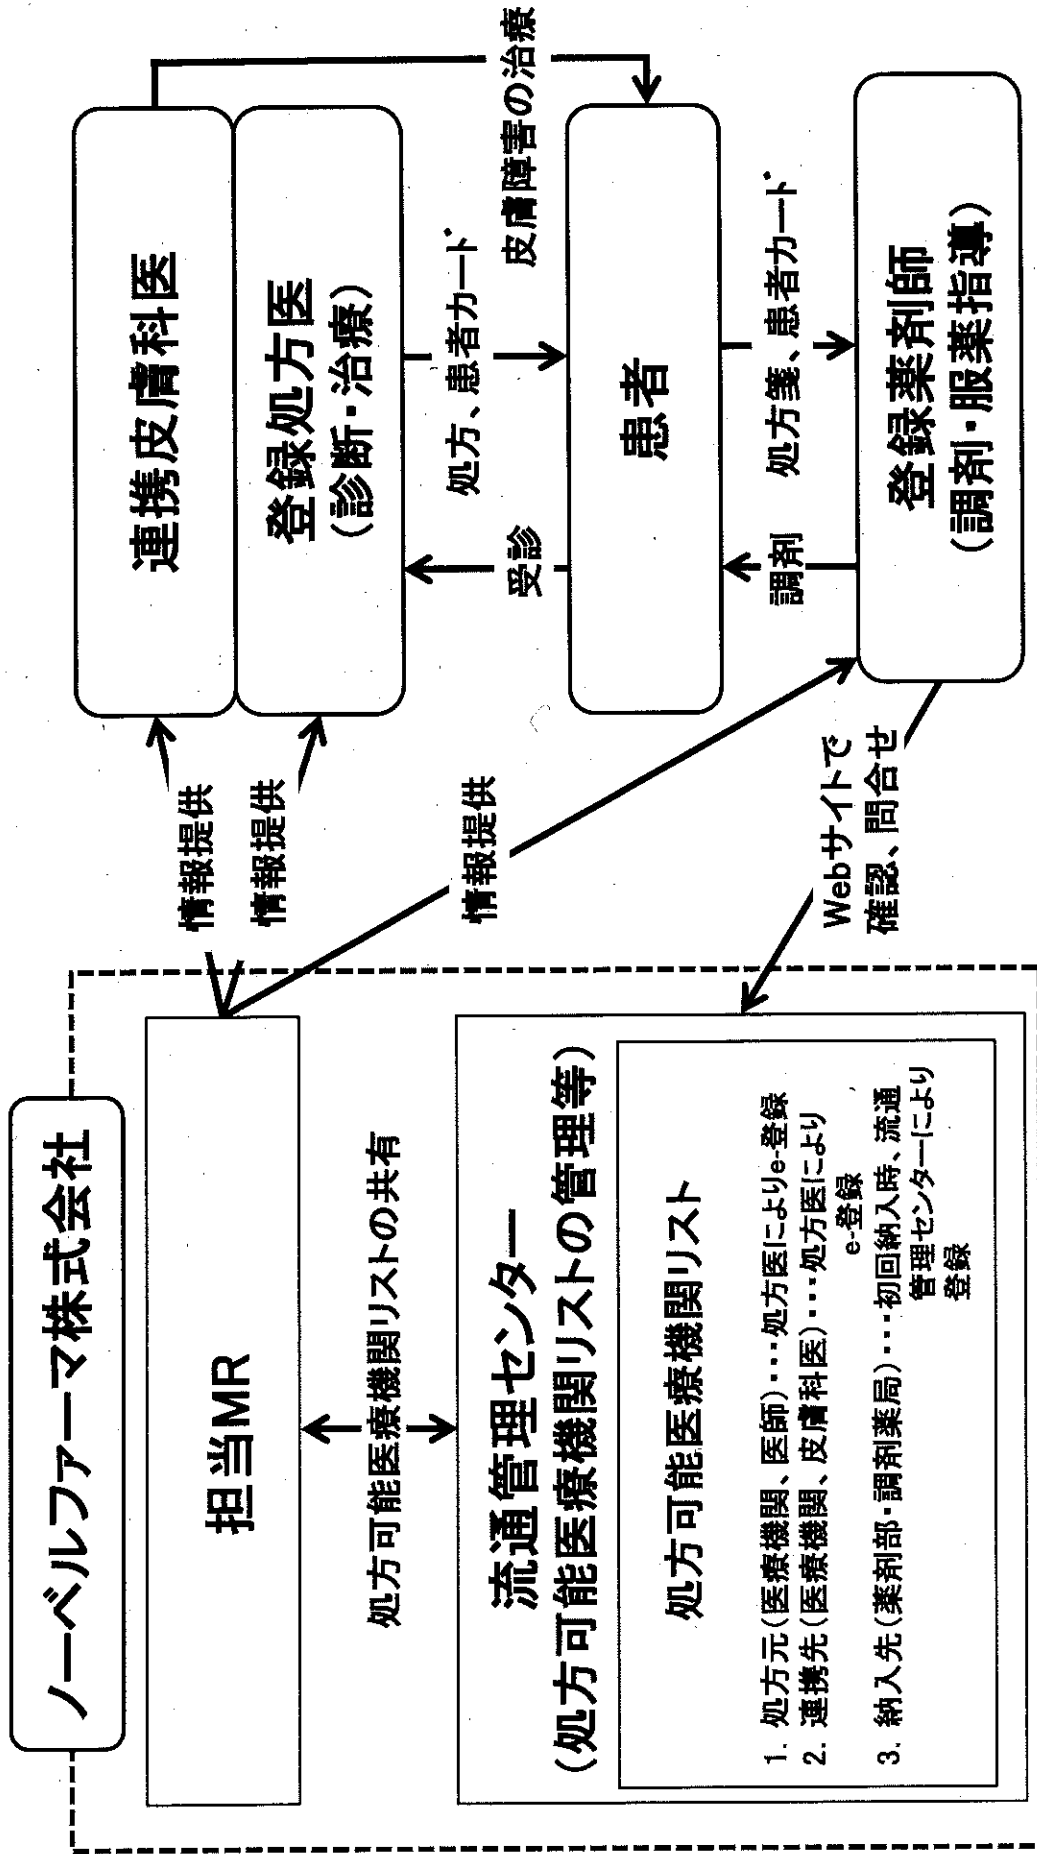 ノーベルファーマ株式会社
担当MR
処方可能医療機関リストの共有
流通管理センター
(処方可能医療機関リストの管理等)
処方可能医療機関リスト
1. 処方元(医療機関、医師)・・・処方医によりe-登録
2. 連携先(医療機関、皮膚科医)・・・処方医により
e-登録
3. 納入先(薬剤部・調剤薬局)・・・初回納入時、流通
管理センターにより
登録
情報提供
情報提供
情報提供
Webサイトで
確認、問合せ
連携皮膚科医
登録処方医
(診断・治療)
受診
処方、患者カード
皮膚障害の治療
患者
調剤
処方箋、患者カード
登録薬剤師
(調剤・服薬指導)